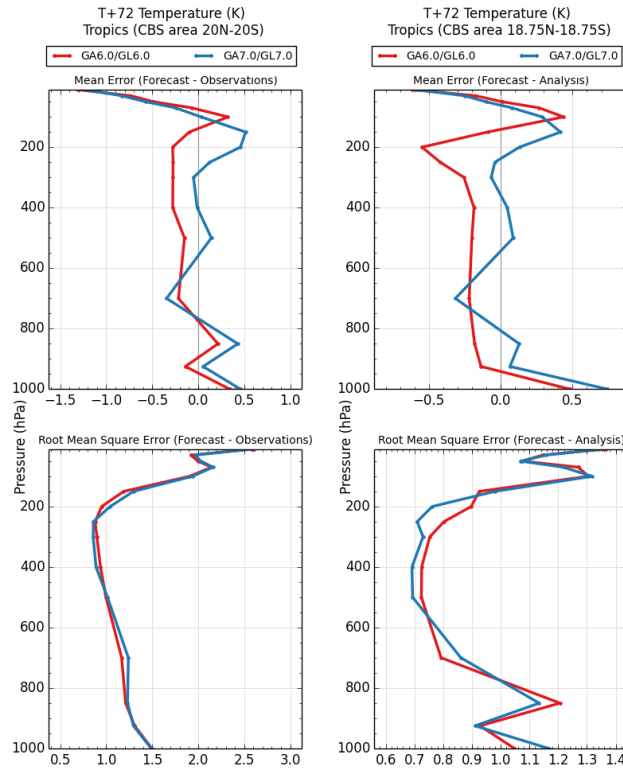 T+72 Temperature (K)
Tropics (CBS area 20N-20S)
GA6.0/GL6.0
GA7.0/GL7.0
Mean Error (Forecast - Observations)
200
400
600
800
1000
−1.5 −1.0 −0.5 0.0 0.5 1.0
Pressure (hPa)
Root Mean Square Error (Forecast - Observations)
200
400
600
800
1000
0.5 1.0 1.5 2.0 2.5 3.0
T+72 Temperature (K)
Tropics (CBS area 18.75N-18.75S)
GA6.0/GL6.0
GA7.0/GL7.0
Mean Error (Forecast - Analysis)
200
400
600
800
1000
−0.5 0.0 0.5
Pressure (hPa)
Root Mean Square Error (Forecast - Analysis)
200
400
600
800
1000
0.6 0.7 0.8 0.9 1.0 1.1 1.2 1.3 1.4